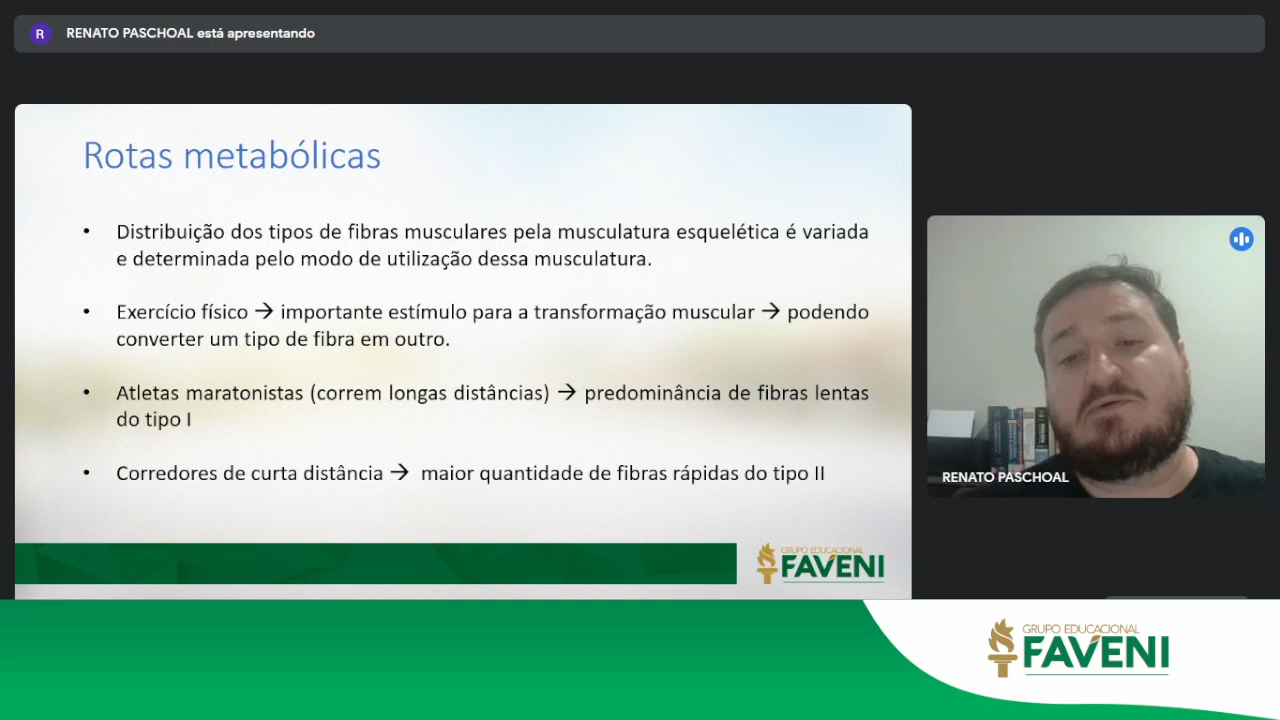 R
RENATO PASCHOAL está apresentando
Rotas metabólicas
• Distribuição dos tipos de fibras musculares pela musculatura esquelética é variada
e determinada pelo modo de utilização dessa musculatura.
• Exercício físico → importante estímulo para a transformação muscular → podendo
converter um tipo de fibra em outro.
• Atletas maratonistas (correm longas distâncias) → predominância de fibras lentas
do tipo I
• Corredores de curta distância → maior quantidade de fibras rápidas do tipo II
GRUPO EDUCACIONAL
FAVENI
RENATO PASCHOAL
GRUPO EDUCACIONAL
FAVENI